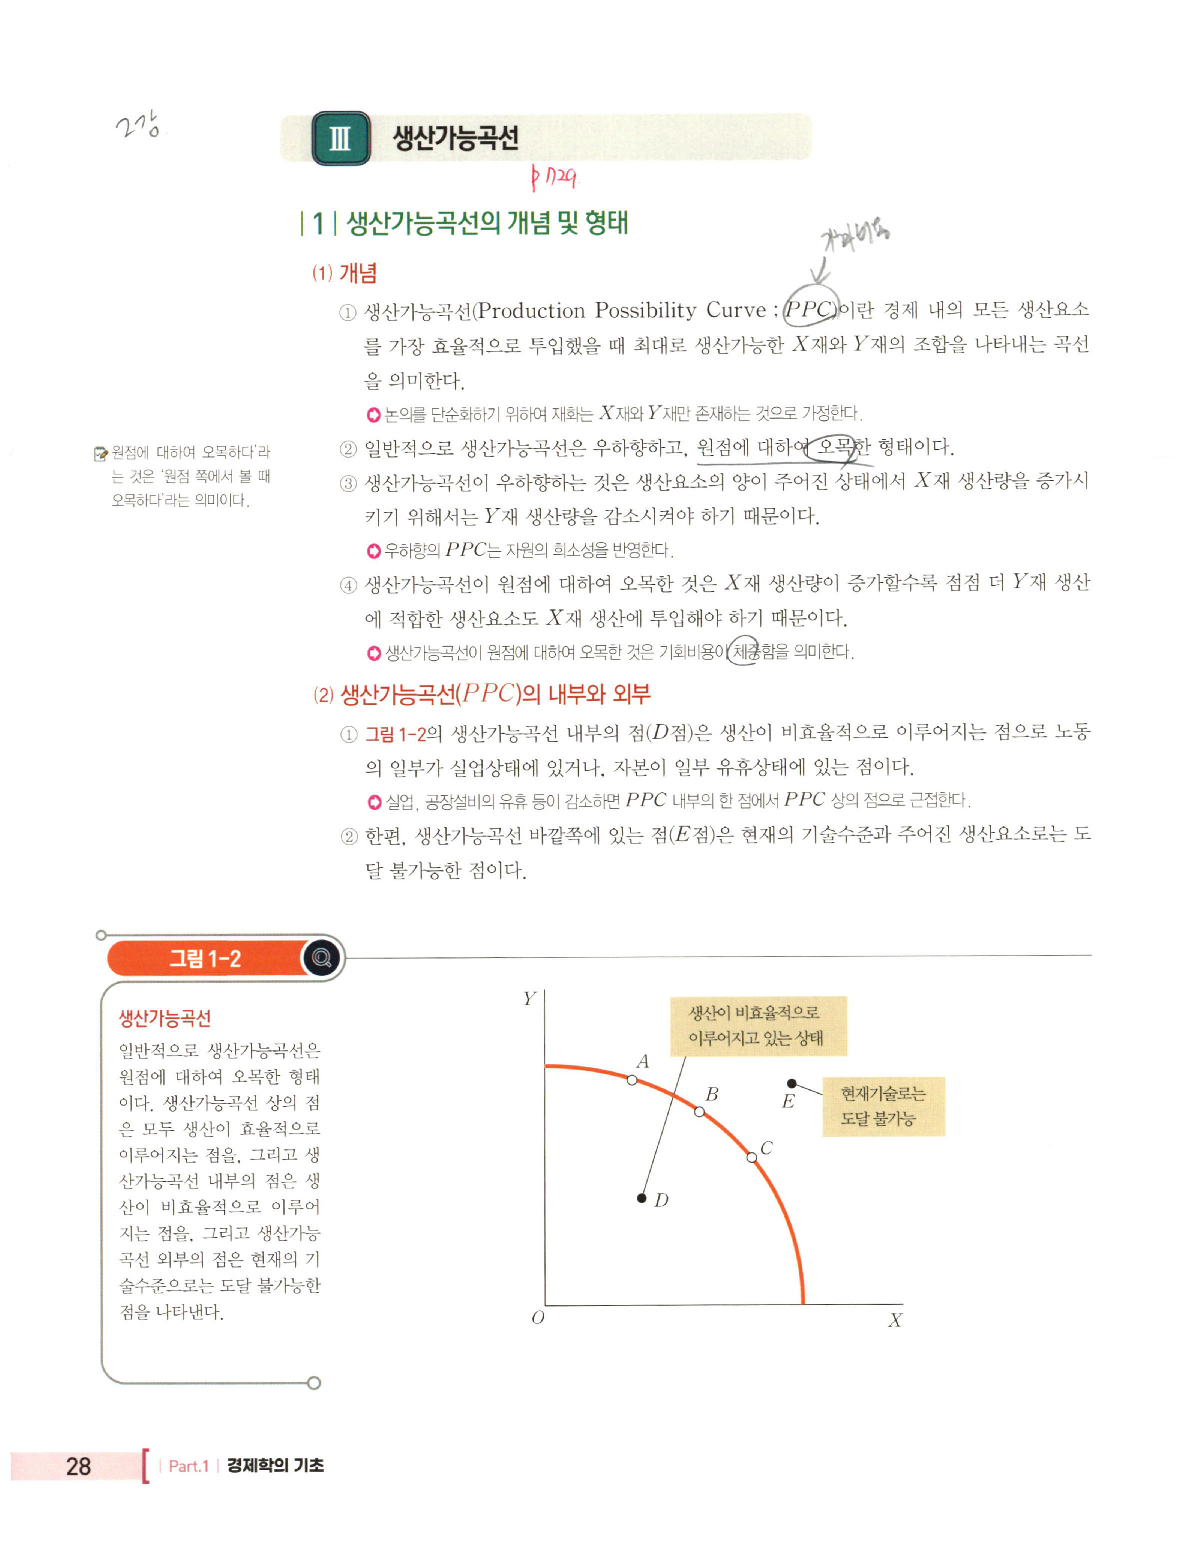 2강
Ⅲ 생산가능곡선
| 1 | 생산가능곡선의 개념 및 형태
(1) 개념
① 생산가능곡선(Production Possibility Curve ; PPC)이란 경제 내의 모든 생산요소
를 가장 효율적으로 투입했을 때 최대로 생산가능한 X재와 Y재의 조합을 나타내는 곡선
을 의미한다.
논의를 단순화하기 위하여 재화는 X재와 Y재만 존재하는 것으로 가정한다.
② 일반적으로 생산가능곡선은 우하향하고, 원점에 대하여 오목한 형태이다.
원점에 대하여 오목하다'라
는 것은 '원점 쪽에서 볼 때
오목하다'라는 의미이다.
③ 생산가능곡선이 우하향하는 것은 생산요소의 양이 주어진 상태에서 X재 생산량을 증가시
키기 위해서는 Y재 생산량을 감소시켜야 하기 때문이다.
우하향의 PPC는 자원의 희소성을 반영한다.
④ 생산가능곡선이 원점에 대하여 오목한 것은 X재 생산량이 증가할수록 점점 더 Y재 생산
에 적합한 생산요소도 X재 생산에 투입해야 하기 때문이다.
생산가능곡선이 원점에 대하여 오목한 것은 기회비용이 체증함을 의미한다.
(2) 생산가능곡선(PPC)의 내부와 외부
① 그림 1-2의 생산가능곡선 내부의 점(D점)은 생산이 비효율적으로 이루어지는 점으로 노동
의 일부가 실업상태에 있거나, 자본이 일부 유휴상태에 있는 점이다.
실업, 공장설비의 유휴 등이 감소하면 PPC 내부의 한 점에서 PPC 상의 점으로 근접한다.
② 한편, 생산가능곡선 바깥쪽에 있는 점(E점)은 현재의 기술수준과 주어진 생산요소로는 도
달 불가능한 점이다.
그림 1-2
생산가능곡선
일반적으로 생산가능곡선은
원점에 대하여 오목한 형태
이다. 생산가능곡선 상의 점
은 모두 생산이 효율적으로
이루어지는 점을, 그리고 생
산가능곡선 내부의 점은 생
산이 비효율적으로 이루어
지는 점을, 그리고 생산가능
곡선 외부의 점은 현재의 기
술수준으로는 도달 불가능한
점을 나타낸다.
Y
생산이 비효율적으로
이루어지고 있는 상태
A
B
E
현재기술로는
도달 불가능
C
D
O
X
28
| Part.1 | 경제학의 기초